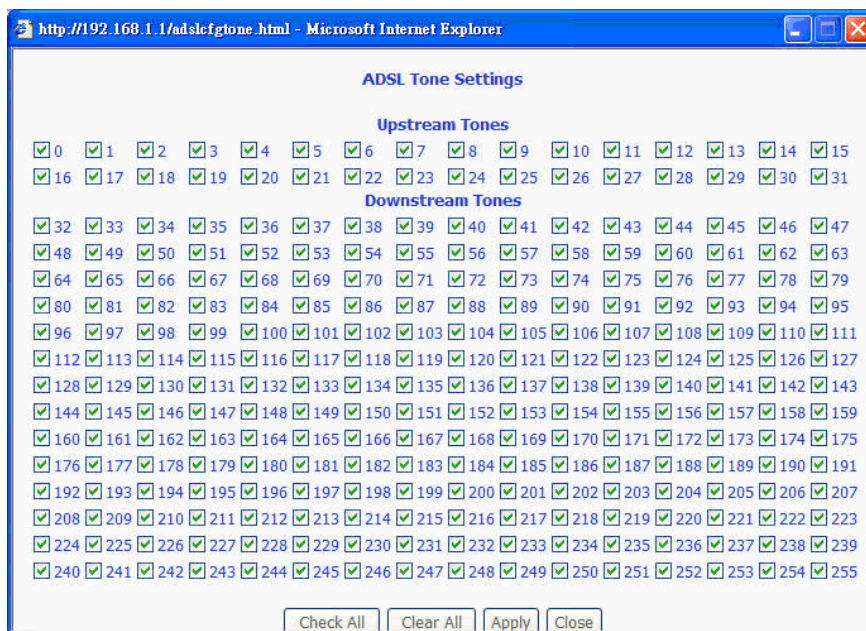 http://192.168.1.1/adslcfgtone.html - Microsoft Internet Explorer
ADSL Tone Settings
Upstream Tones
0 1 2 3 4 5 6 7 8 9 10 11 12 13 14 15
16 17 18 19 20 21 22 23 24 25 26 27 28 29 30 31
Downstream Tones
32 33 34 35 36 37 38 39 40 41 42 43 44 45 46 47
48 49 50 51 52 53 54 55 56 57 58 59 60 61 62 63
64 65 66 67 68 69 70 71 72 73 74 75 76 77 78 79
80 81 82 83 84 85 86 87 88 89 90 91 92 93 94 95
96 97 98 99 100 101 102 103 104 105 106 107 108 109 110 111
112 113 114 115 116 117 118 119 120 121 122 123 124 125 126 127
128 129 130 131 132 133 134 135 136 137 138 139 140 141 142 143
144 145 146 147 148 149 150 151 152 153 154 155 156 157 158 159
160 161 162 163 164 165 166 167 168 169 170 171 172 173 174 175
176 177 178 179 180 181 182 183 184 185 186 187 188 189 190 191
192 193 194 195 196 197 198 199 200 201 202 203 204 205 206 207
208 209 210 211 212 213 214 215 216 217 218 219 220 221 222 223
224 225 226 227 228 229 230 231 232 233 234 235 236 237 238 239
240 241 242 243 244 245 246 247 248 249 250 251 252 253 254 255
Check All Clear All Apply Close